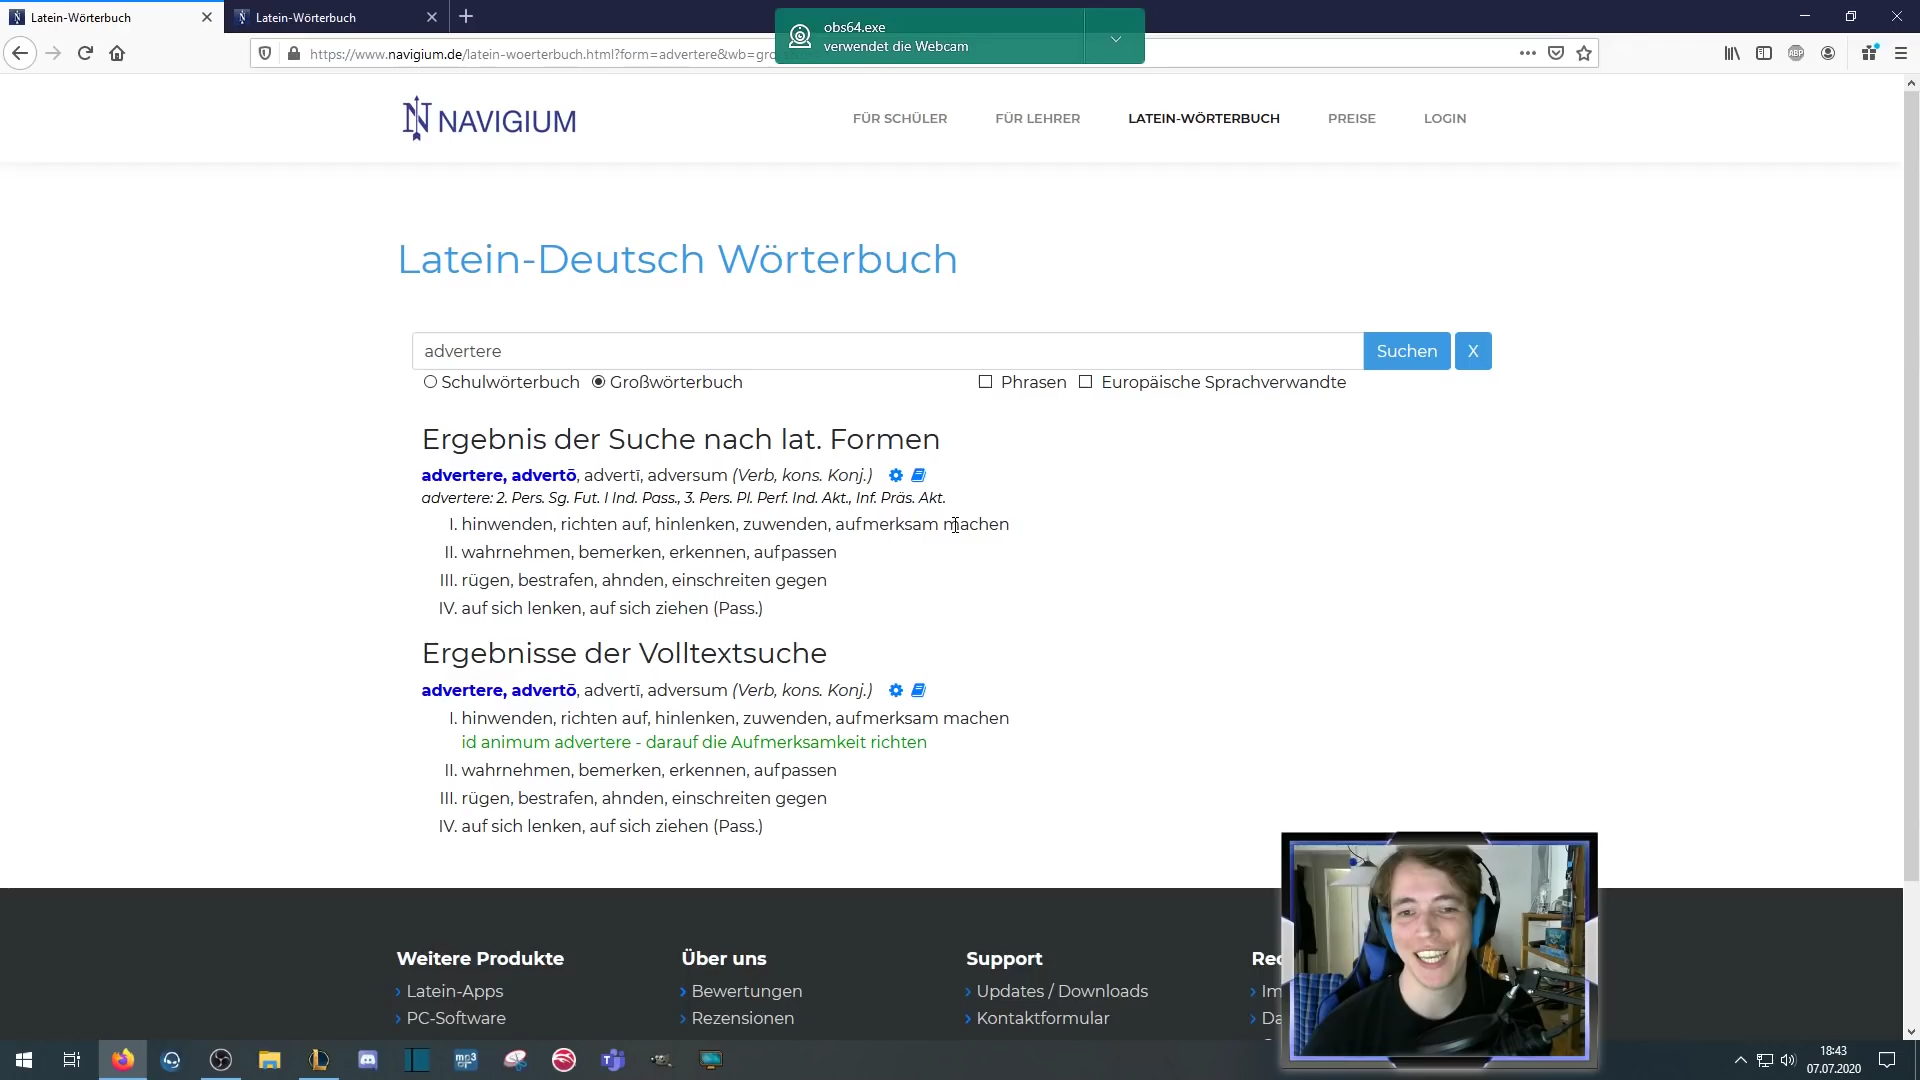 Latein-Wörterbuch
Latein-Wörterbuch
obs64.exe
verwendet die Webcam
https://www.navigium.de/latein-woerterbuch.html?form=advertere&wb=gro
ABP
NAVIGIUM
FÜR SCHÜLER
FÜR LEHRER
LATEIN-WÖRTERBUCH
PREISE
LOGIN
Latein-Deutsch Wörterbuch
advertere
Suchen
X
Schulwörterbuch
Großwörterbuch
Phrasen
Europäische Sprachverwandte
Ergebnis der Suche nach lat. Formen
advertere, advertō, advertī, adversum (Verb, kons. Konj.)
advertere: 2. Pers. Sg. Fut. I Ind. Pass., 3. Pers. Pl. Perf. Ind. Akt., Inf. Präs. Akt.
I. hinwenden, richten auf, hinlenken, zuwenden, aufmerksam machen
II. wahrnehmen, bemerken, erkennen, aufpassen
III. rügen, bestrafen, ahnden, einschreiten gegen
IV. auf sich lenken, auf sich ziehen (Pass.)
Ergebnisse der Volltextsuche
advertere, advertō, advertī, adversum (Verb, kons. Konj.)
I. hinwenden, richten auf, hinlenken, zuwenden, aufmerksam machen
id animum advertere - darauf die Aufmerksamkeit richten
II. wahrnehmen, bemerken, erkennen, aufpassen
III. rügen, bestrafen, ahnden, einschreiten gegen
IV. auf sich lenken, auf sich ziehen (Pass.)
Weitere Produkte
Latein-Apps
PC-Software
Über uns
Bewertungen
Rezensionen
Support
Updates / Downloads
Kontaktformular
Rec
Im
Da
mp3
18:43
07.07.2020